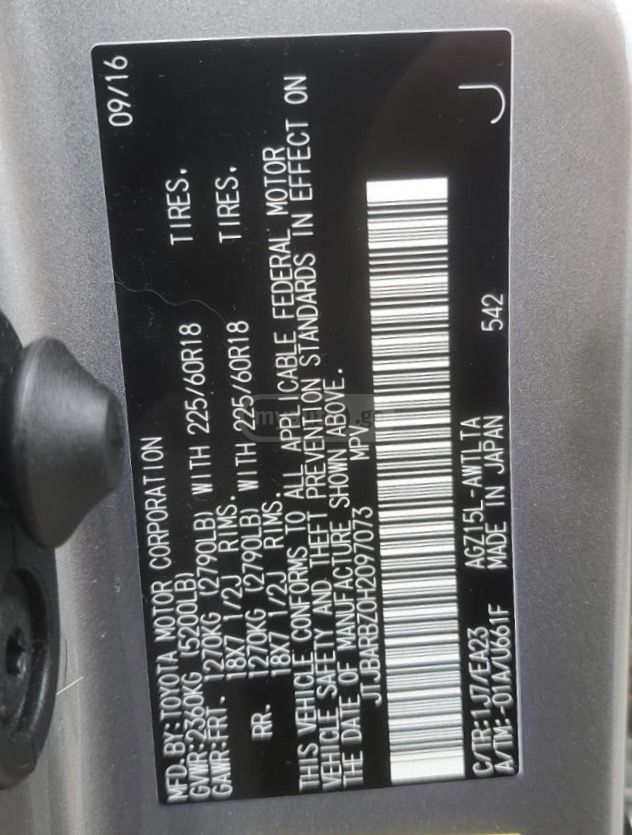 MFD.BY:TOYOTA MOTOR CORPORATION 09/16
GVWR:2360KG (5200LB)
GAWR:FRT. 1270KG (2790LB) WITH 225/60R18 TIRES.
18X7 1/2J RIMS.
RR. 1270KG (2790LB) WITH 225/60R18 TIRES.
18X7 1/2J RIMS.
THIS VEHICLE CONFORMS TO ALL APPLICABLE FEDERAL MOTOR
VEHICLE SAFETY AND THEFT PREVENTION STANDARDS IN EFFECT ON
THE DATE OF MANUFACTURE SHOWN ABOVE.
JTJBARBZ0H2097073 MPV
C/TR:1J7/EA23 AGZ15L-AWTLTA
A/TM:-01A/U661F MADE IN JAPAN 542 J